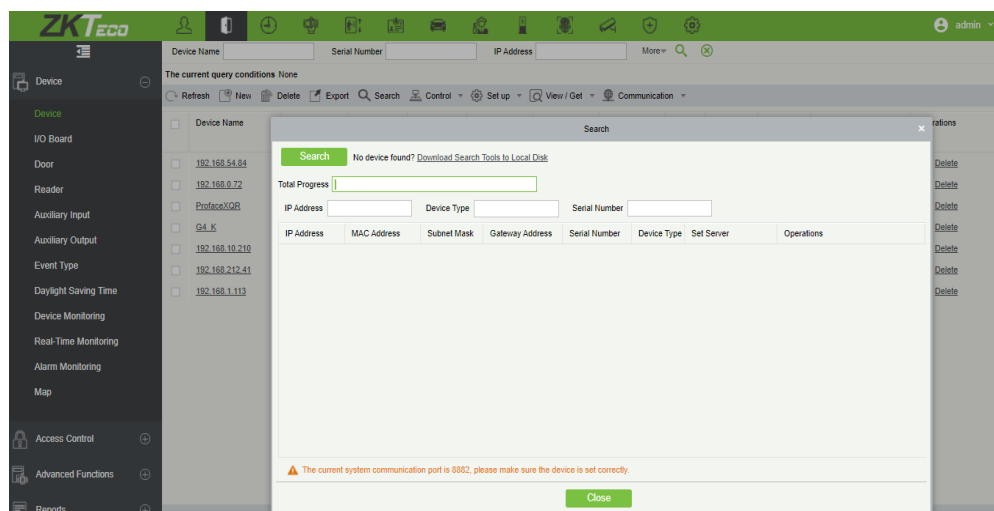 ZKTeco
admin
Device Name Serial Number IP Address More
The current query conditions None
Refresh New Delete Export Search Control Set up View / Get Communication
Device
Device
I/O Board
Door
Reader
Auxiliary Input
Auxiliary Output
Event Type
Daylight Saving Time
Device Monitoring
Real-Time Monitoring
Alarm Monitoring
Map
Access Control
Advanced Functions
Reports
Device Name rations
192.168.54.84 Delete
192.168.0.72 Delete
ProfaceXQR Delete
G4_K Delete
192.168.10.210 Delete
192.168.212.41 Delete
192.168.1.113 Delete
Search
Search No device found? Download Search Tools to Local Disk
Total Progress
IP Address Device Type Serial Number
IP Address MAC Address Subnet Mask Gateway Address Serial Number Device Type Set Server Operations
The current system communication port is 8882, please make sure the device is set correctly.
Close